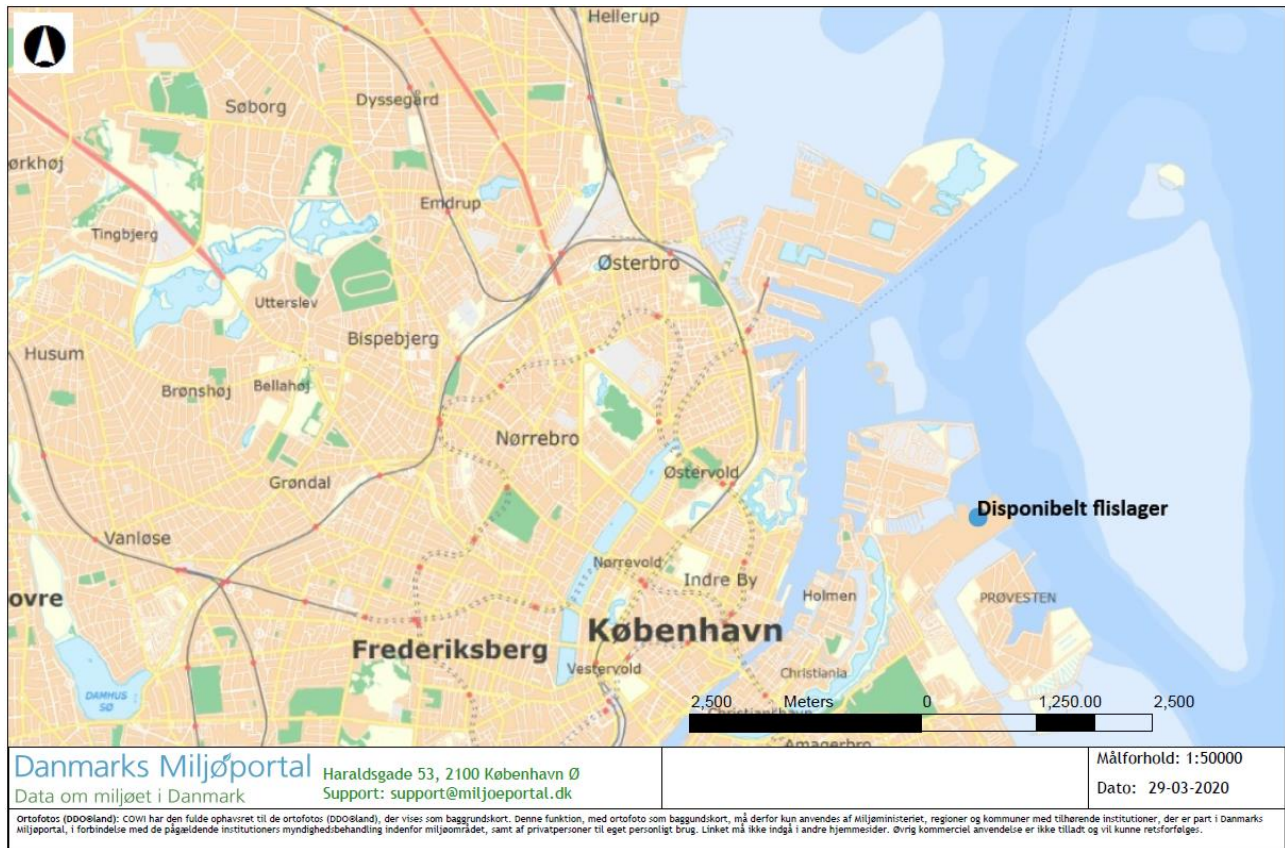 Hellerup
Søborg
Dyssegård
ørkhøj
Emdrup
Tingbjerg
Østerbro
Utterslev
Bispebjerg
Husum
Bellahøj
Brønshøj
Nørrebro
Østervold
Grøndal
Disponibelt flislager
Vanløse
Nørrevold
Indre By
Holmen
PRØVESTEN
ovre
København
Frederiksberg
Vestervold
Christiania
DAMHUS
SØ
2,500 Meters 0 1,250.00 2,500
Christianshavn
Amagerbro
Danmarks Miljøportal
Data om miljøet i Danmark
Haraldsgade 53, 2100 København Ø
Support: support@miljoeportal.dk
Målforhold: 1:50000
Dato: 29-03-2020
Ortofotos (DDO®land): COWI har den fulde ophavsret til de ortofotos (DDO®land), der vises som baggrundskort. Denne funktion, med ortofoto som baggundskort, må derfor kun anvendes af Miljøministeriet, regioner og kommuner med tilhørende institutioner, der er part i Danmarks
Miljøportal, i forbindelse med de pågældende institutioners myndighedsbehandling indenfor miljøområdet, samt af privatpersoner til eget personligt brug. Linket må ikke indgå i andre hjemmesider. Øvrig kommerciel anvendelse er ikke tilladt og vil kunne retsforfølges.